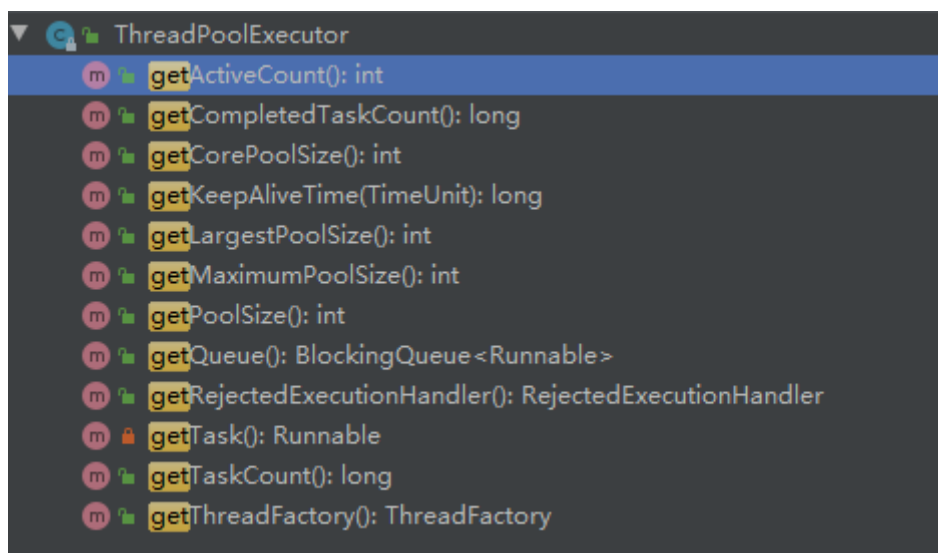 ThreadPoolExecutor
getActiveCount(): int
getCompletedTaskCount(): long
getCorePoolSize(): int
getKeepAliveTime(TimeUnit): long
getLargestPoolSize(): int
getMaximumPoolSize(): int
getPoolSize(): int
getQueue(): BlockingQueue<Runnable>
getRejectedExecutionHandler(): RejectedExecutionHandler
getTask(): Runnable
getTaskCount(): long
getThreadFactory(): ThreadFactory